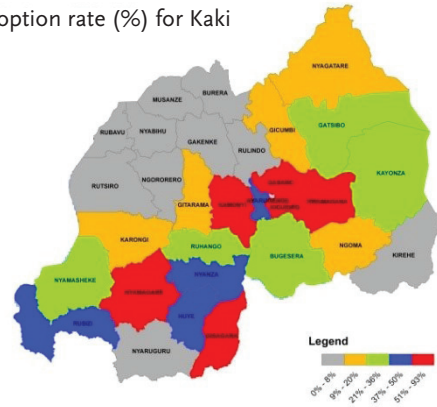 option rate (%) for Kaki
NYAGATARE
BURERA
MUSANZE
GICUMBI
GATSIBO
RUBAVU
NYABIHU
GAKENKE
RULINDO
KAYONZA
NGORORERO
RUTSIRO
GITARAMA
KARONGI
RUHANGO
NGOMA
KIREHE
BUGESERA
NYAMASHEKE
NYANZA
RUSIZI
NYARUGURU
Legend
0% - 8%
9% - 20%
21% - 36%
37% - 50%
51% - 93%